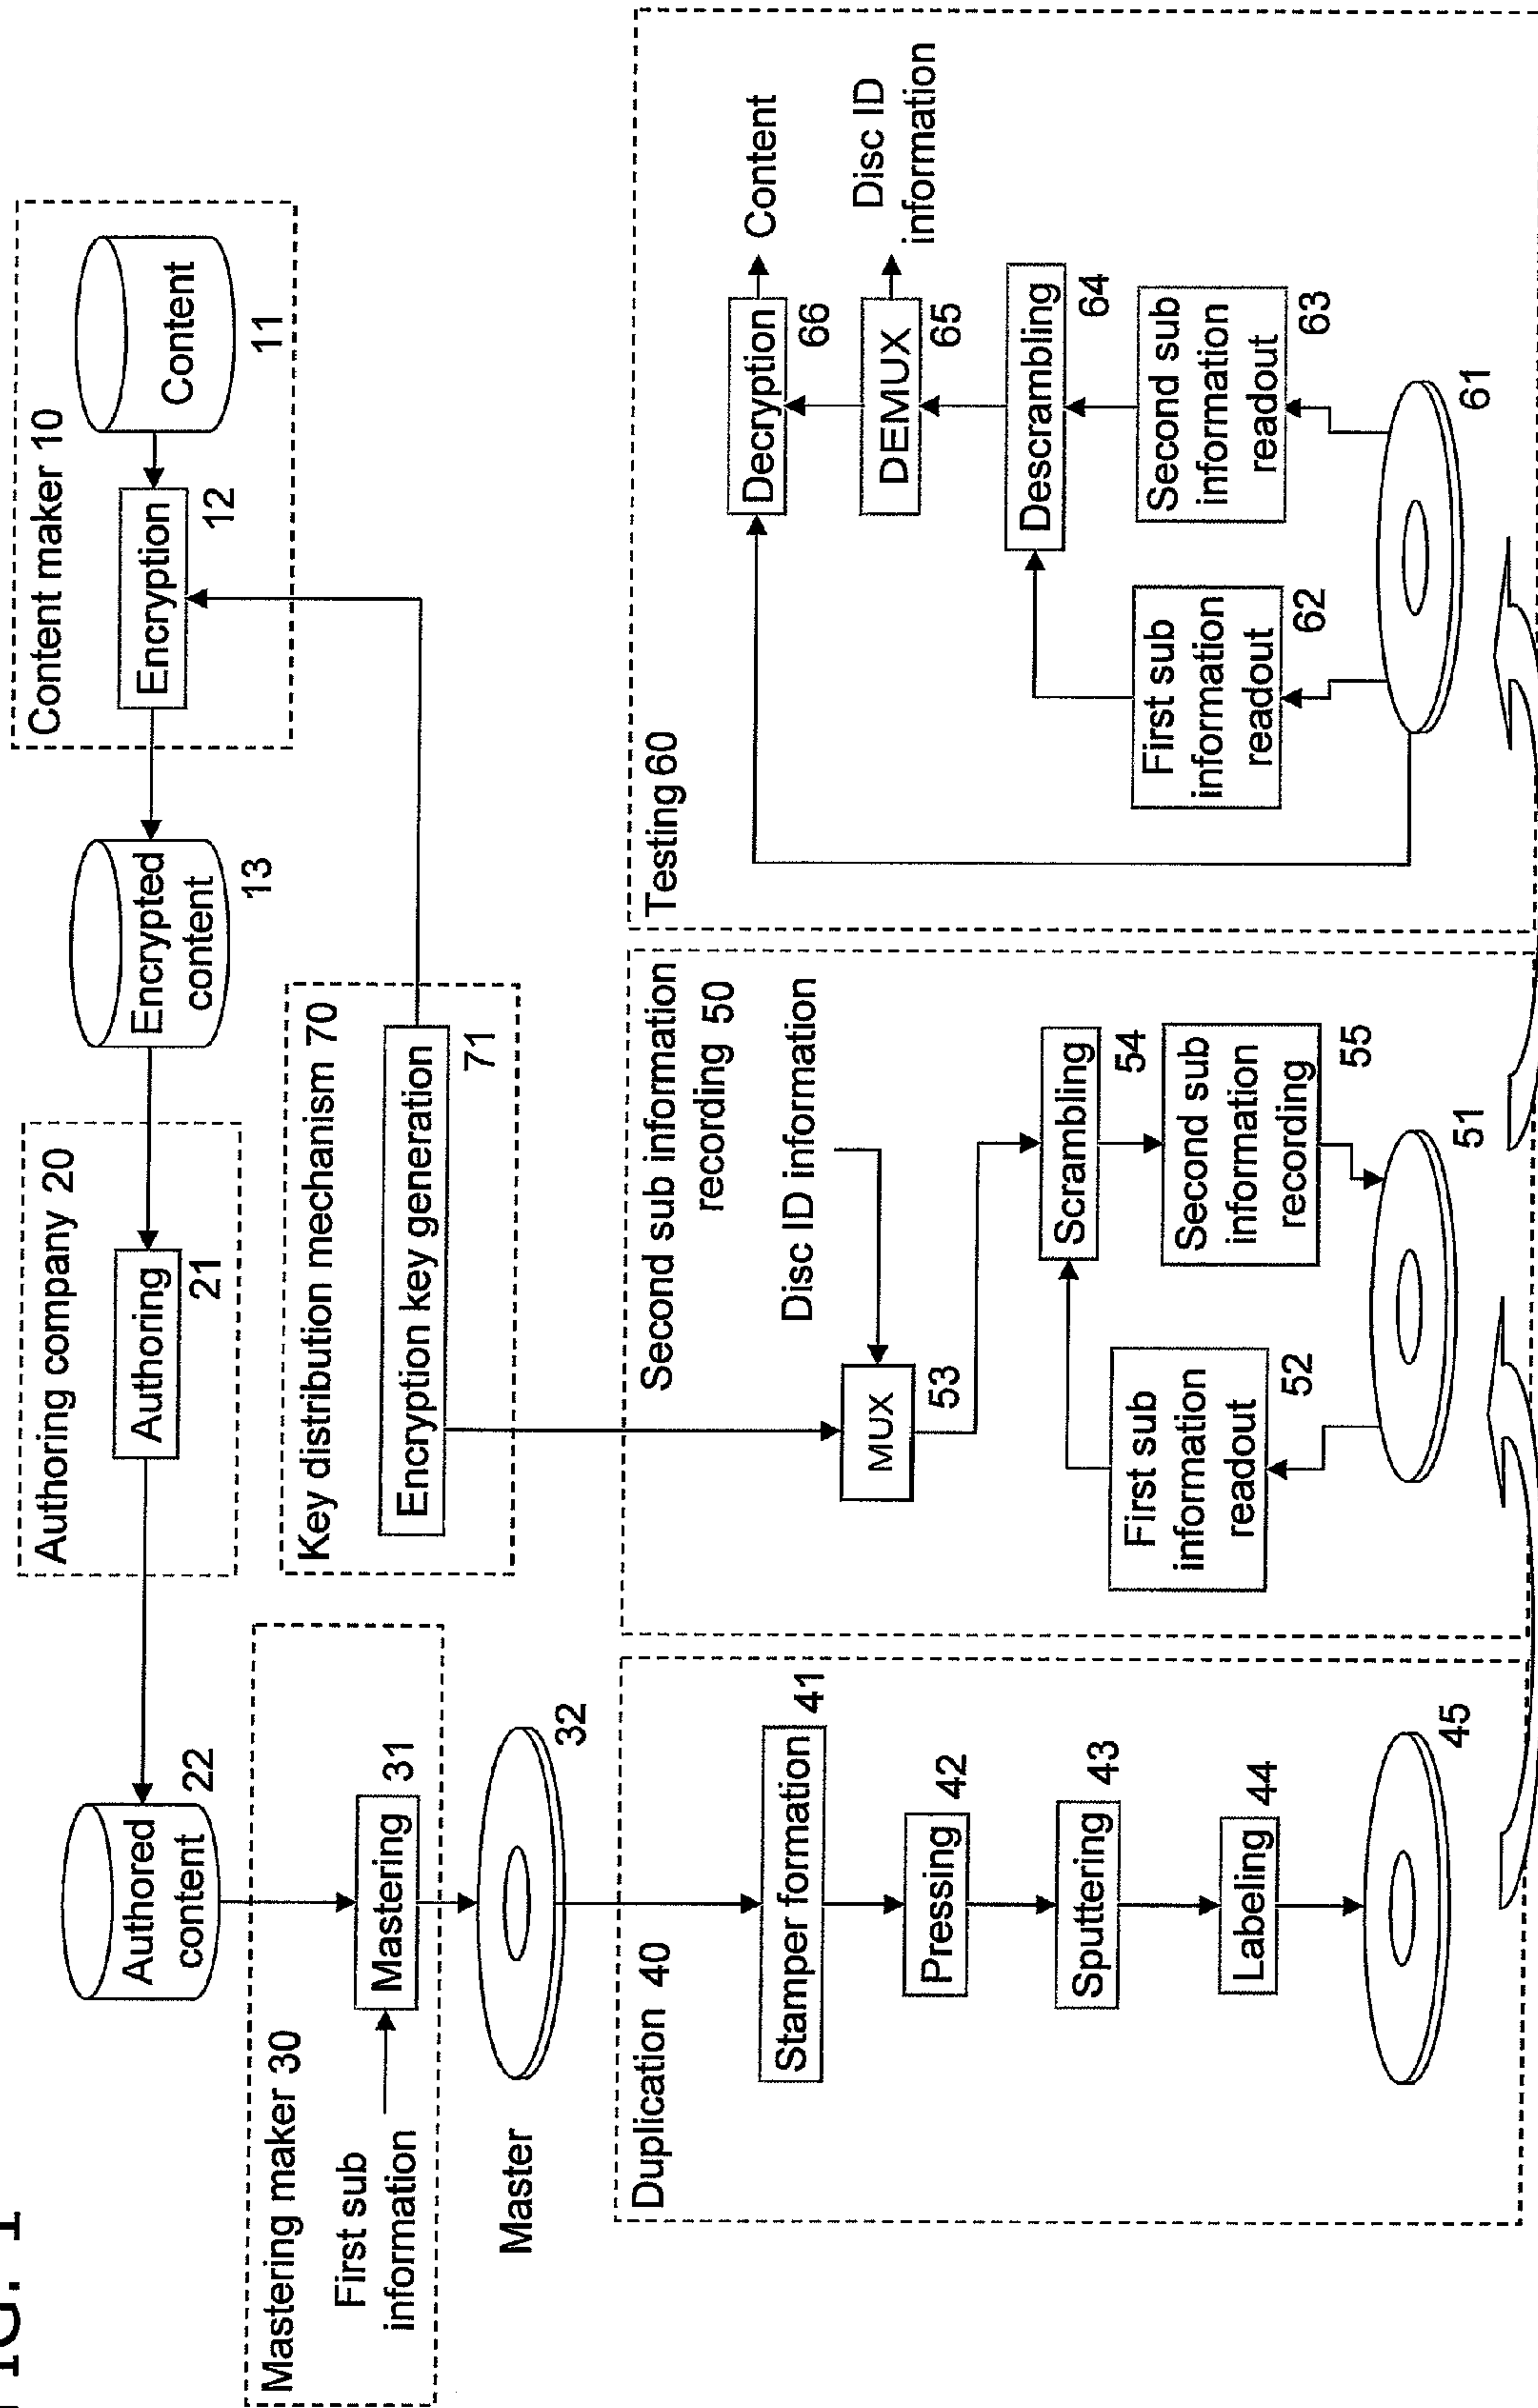 FIG. 1
Content maker 10
Content
11
Encryption
12
Encrypted
content
13
Authoring company 20
Authoring
21
Authored
content
22
Key distribution mechanism 70
Encryption key generation
71
Mastering maker 30
First sub
information
Mastering
31
Master
32
Duplication 40
Stamper formation
41
Pressing
42
Sputtering
43
Labeling
44
45
Second sub information
recording 50
Disc ID information
MUX
53
Scrambling
54
First sub
information
readout
52
Second sub
information
recording
55
51
Testing 60
Decryption
66
Content
DEMUX
65
Disc ID
information
Descrambling
64
First sub
information
readout
62
Second sub
information
readout
63
61